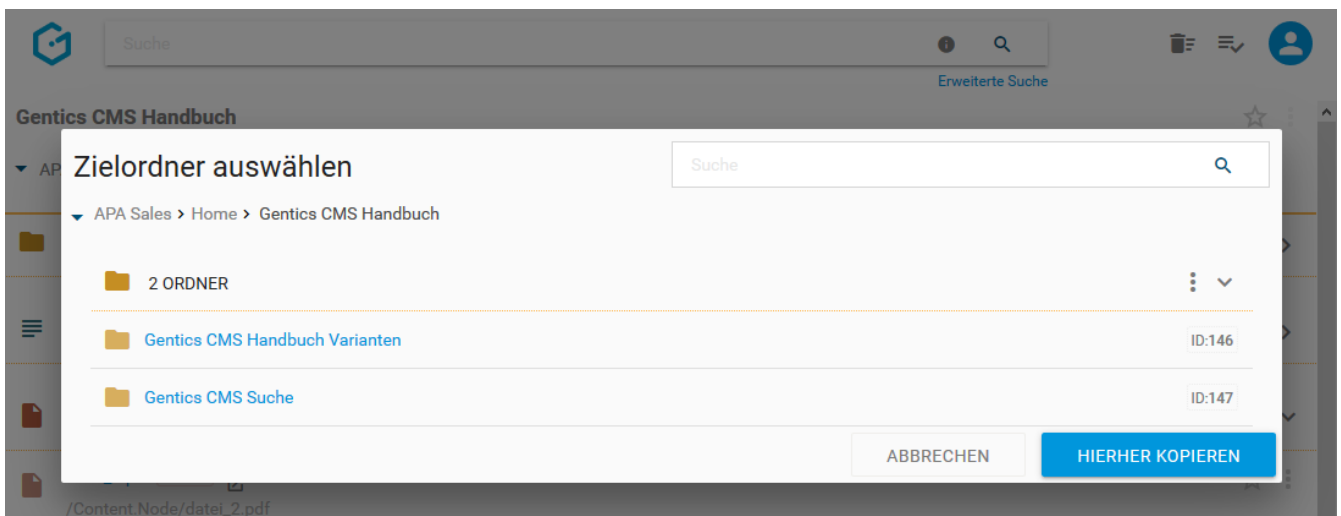 Suche
Erweiterte Suche
Gentics CMS Handbuch
AP
Zielordner auswählen
Suche
APA Sales > Home > Gentics CMS Handbuch
2 ORDNER
Gentics CMS Handbuch Varianten
ID:146
Gentics CMS Suche
ID:147
ABBRECHEN
HIERHER KOPIEREN
/Content.Node/datei_2.pdf